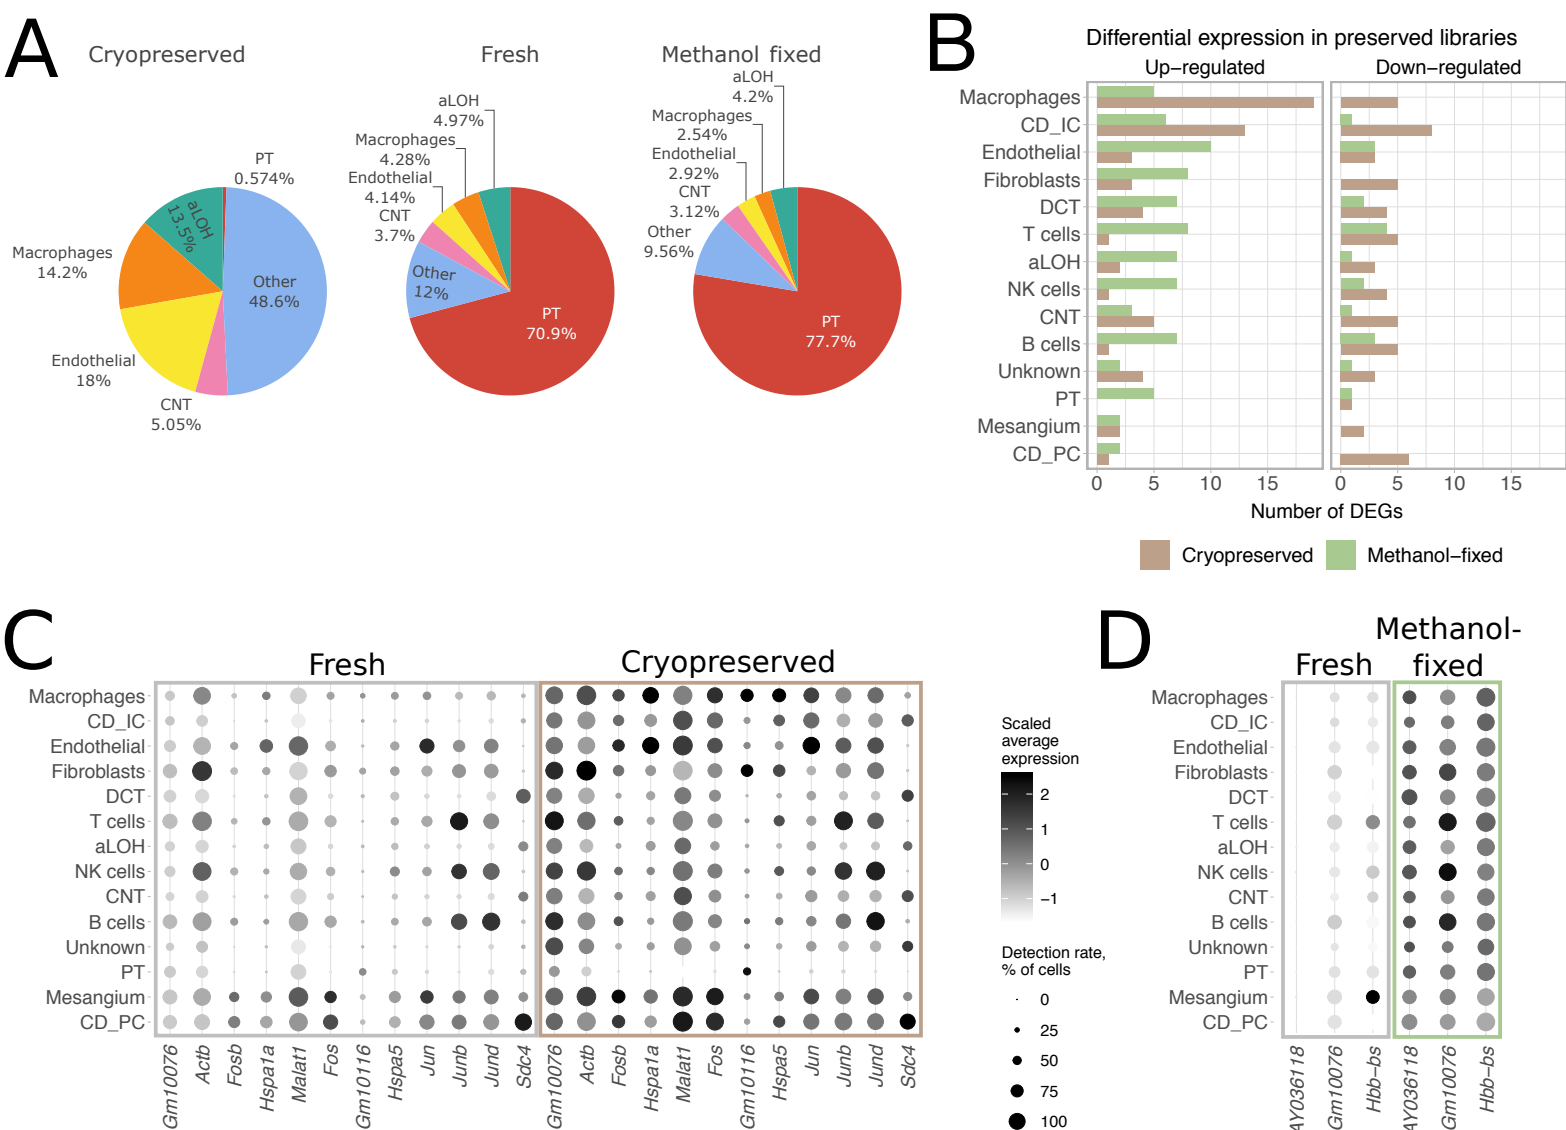 A
Cryopreserved
PT
0.574%
Other
48.6%
CNT
5.05%
Endothelial
18%
Macrophages
14.2%
aLOH
13.5%
Fresh
aLOH
4.97%
Macrophages
4.28%
Endothelial
4.14%
CNT
3.7%
Other
12%
PT
70.9%
Methanol fixed
aLOH
4.2%
Macrophages
2.54%
Endothelial
2.92%
CNT
3.12%
Other
9.56%
PT
77.7%
B
Differential expression in preserved libraries
Up−regulated
Down−regulated
Macrophages
CD_IC
Endothelial
Fibroblasts
DCT
T cells
aLOH
NK cells
CNT
B cells
Unknown
PT
Mesangium
CD_PC
0 5 10 15
0 5 10 15
Number of DEGs
Cryopreserved
Methanol−fixed
C
Fresh
Cryopreserved
Macrophages
CD_IC
Endothelial
Fibroblasts
DCT
T cells
aLOH
NK cells
CNT
B cells
Unknown
PT
Mesangium
CD_PC
Gm10076
Actb
Fosb
Hspa1a
Malat1
Fos
Gm10116
Hspa5
Jun
Junb
Jund
Sdc4
Gm10076
Actb
Fosb
Hspa1a
Malat1
Fos
Gm10116
Hspa5
Jun
Junb
Jund
Sdc4
Scaled
average
expression
2
1
0
−1
Detection rate,
% of cells
0
25
50
75
100
D
Fresh
Methanol-
fixed
Macrophages
CD_IC
Endothelial
Fibroblasts
DCT
T cells
aLOH
NK cells
CNT
B cells
Unknown
PT
Mesangium
CD_PC
AY036118
Gm10076
Hbb−bs
AY036118
Gm10076
Hbb−bs